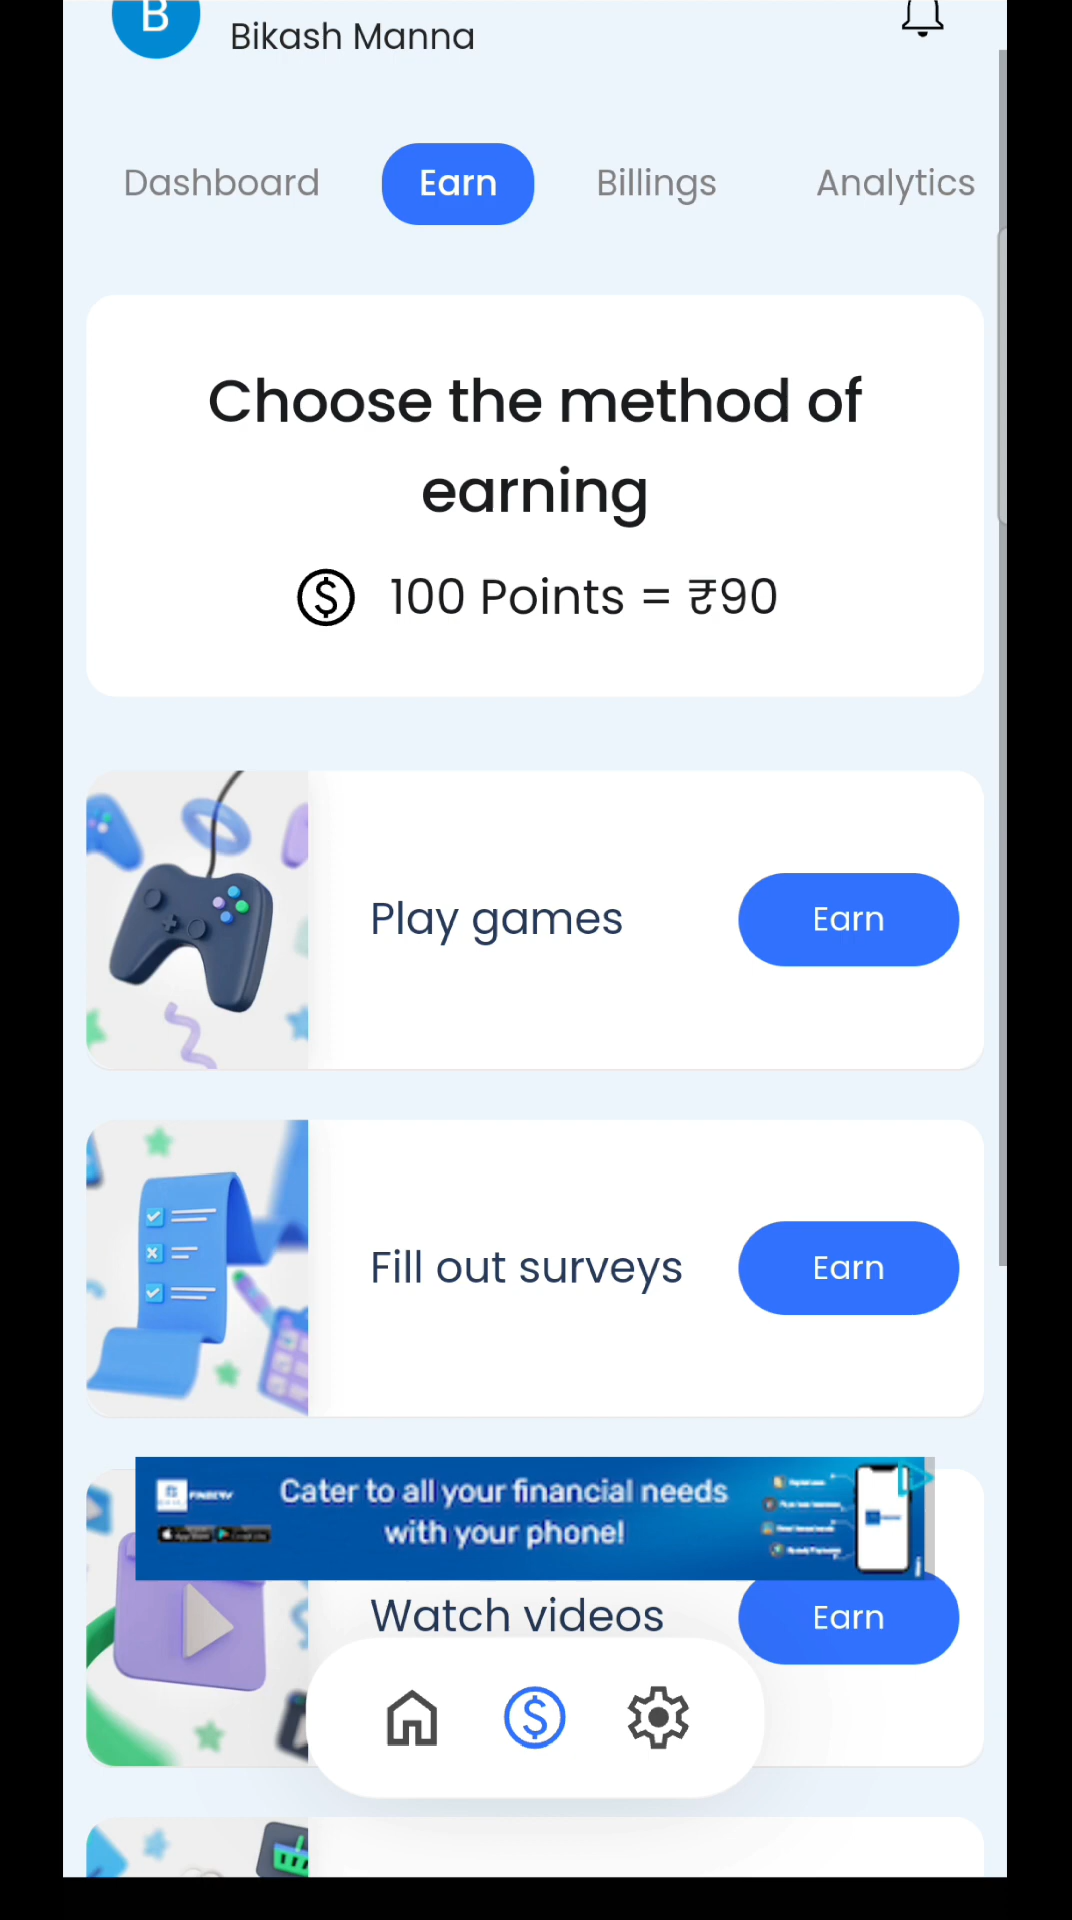 B
Bikash Manna
Dashboard
Earn
Billings
Analytics
Choose the method of
earning
100 Points = ₹90
Play games
Earn
Fill out surveys
Earn
FINSERV
Cater to all your financial needs
with your phone!
Watch videos
Earn